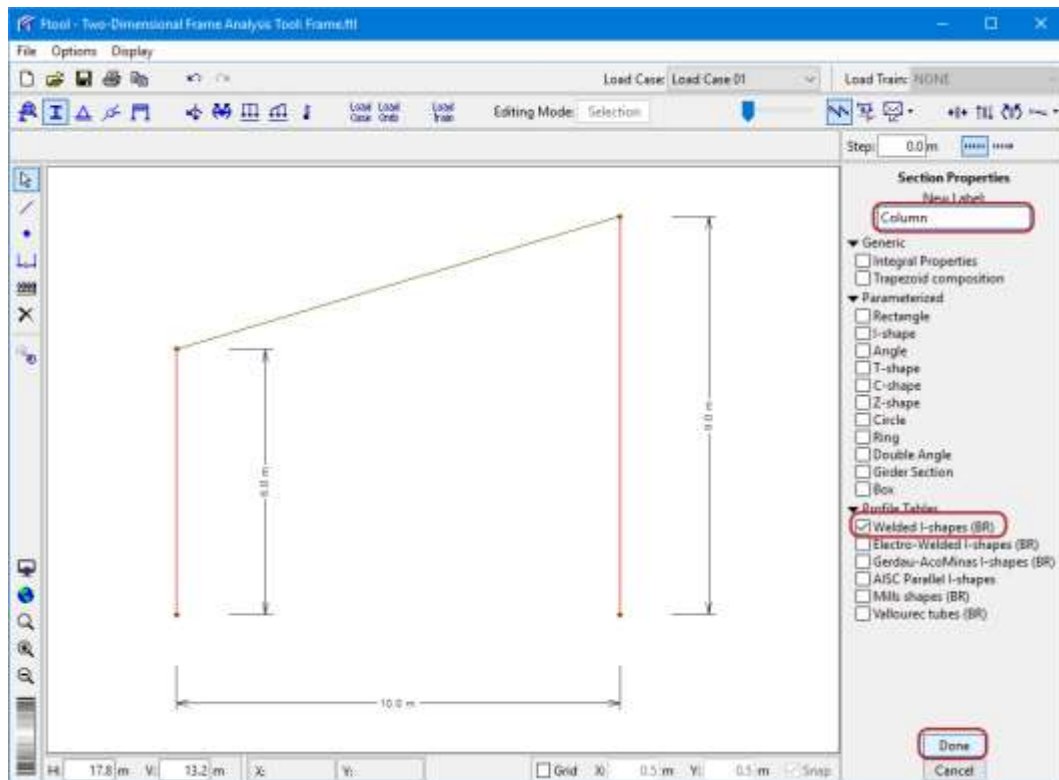 Ftool - Two-Dimensional Frame Analysis Tool: Frame.ftl
File Options Display
Load Case: Load Case 01 Load Train: NONE
Load Case Load Cmb Load Train Editing Mode: Selection
Step: 0.0 m
Section Properties
New Label:
Column
Generic
Integral Properties
Trapezoid composition
Parameterized
Rectangle
I-shape
Angle
T-shape
C-shape
Z-shape
Circle
Ring
Double Angle
Girder Section
Box
Profile Tables
Welded I-shapes (BR)
Electro-Welded I-shapes (BR)
Gerdau-AcoMinas I-shapes (BR)
AISC Parallel I-shapes
Mills shapes (BR)
Vallourec tubes (BR)
6.0 m
9.0 m
10.0 m
Done
Cancel
H: 17.8 m V: 13.2 m X: Y: Grid X: 0.5 m Y: 0.5 m Snap